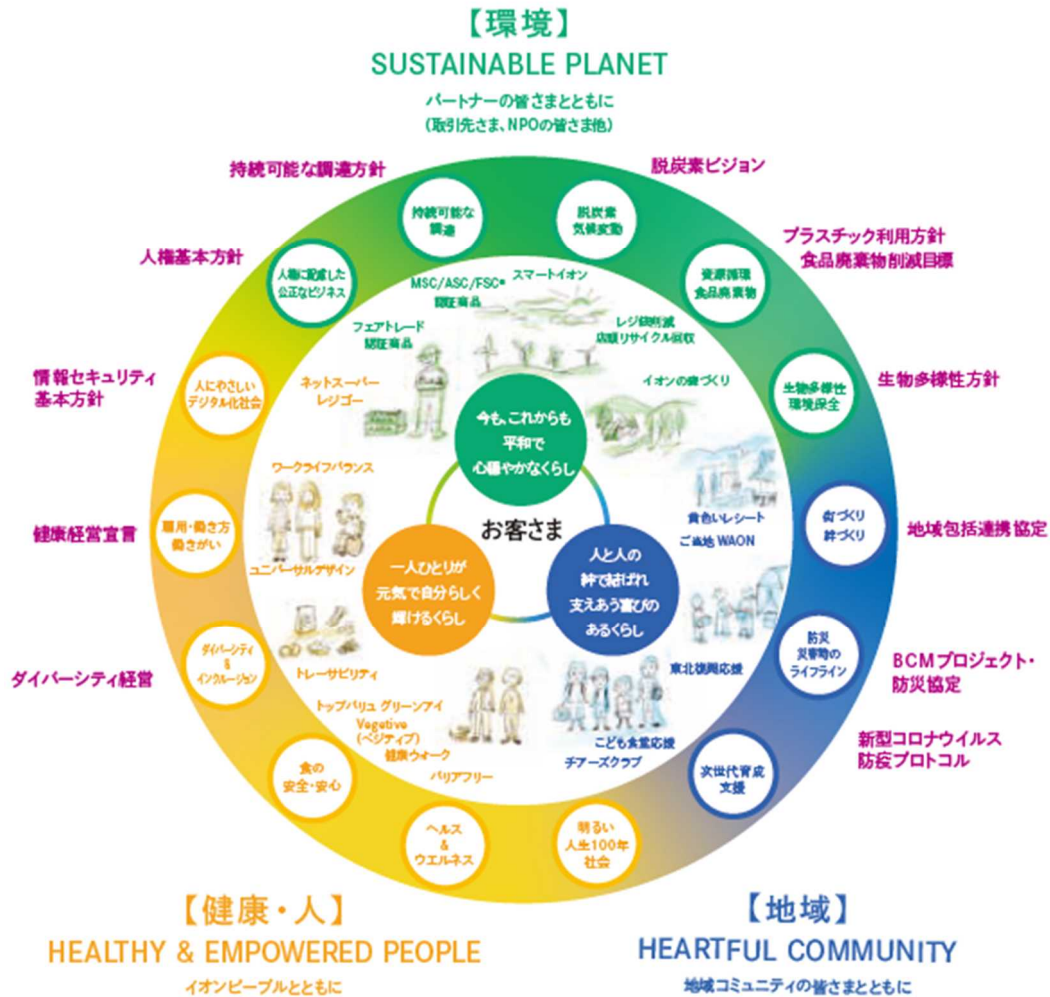 【環境】
SUSTAINABLE PLANET
パートナーの皆さまとともに
(取引先さま、NPOの皆さま他)
持続可能な調達方針
脱炭素ビジョン
人権基本方針
プラスチック利用方針
食品廃棄物削減目標
情報セキュリティ
基本方針
生物多様性方針
健康経営宣言
地域包括連携協定
ダイバーシティ経営
BCMプロジェクト・
防災協定
新型コロナウイルス
防疫プロトコル
持続可能な
調達
脱炭素
気候変動
人権に配慮した
公正なビジネス
資源循環
食品廃棄物
人にやさしい
デジタル化社会
生物多様性
環境保全
雇用・働き方
働きがい
街づくり
絆づくり
ダイバーシティ
&
インクルージョン
防災
災害時の
ライフライン
食の
安全・安心
次世代育成
支援
ヘルス
&
ウエルネス
明るい
人生100年
社会
MSC/ASC/FSC®
認証商品
スマートイオン
フェアトレード
認証商品
レジ袋削減
店頭リサイクル回収
ネットスーパー
レジゴー
イオンの森づくり
ワークライフバランス
黄色いレシート
ご当地WAON
ユニバーサルデザイン
トレーサビリティ
東北復興応援
トップバリュ グリーンアイ
Vegetive
(ベジティブ)
健康ウォーク
バリアフリー
こども食堂応援
チアーズクラブ
今も、これからも
平和で
心穏やかなくらし
お客さま
一人ひとりが
元気で自分らしく
輝けるくらし
人と人の
絆で結ばれ
支えあう喜びの
あるくらし
【健康・人】
HEALTHY & EMPOWERED PEOPLE
イオンピープルとともに
【地域】
HEARTFUL COMMUNITY
地域コミュニティの皆さまとともに